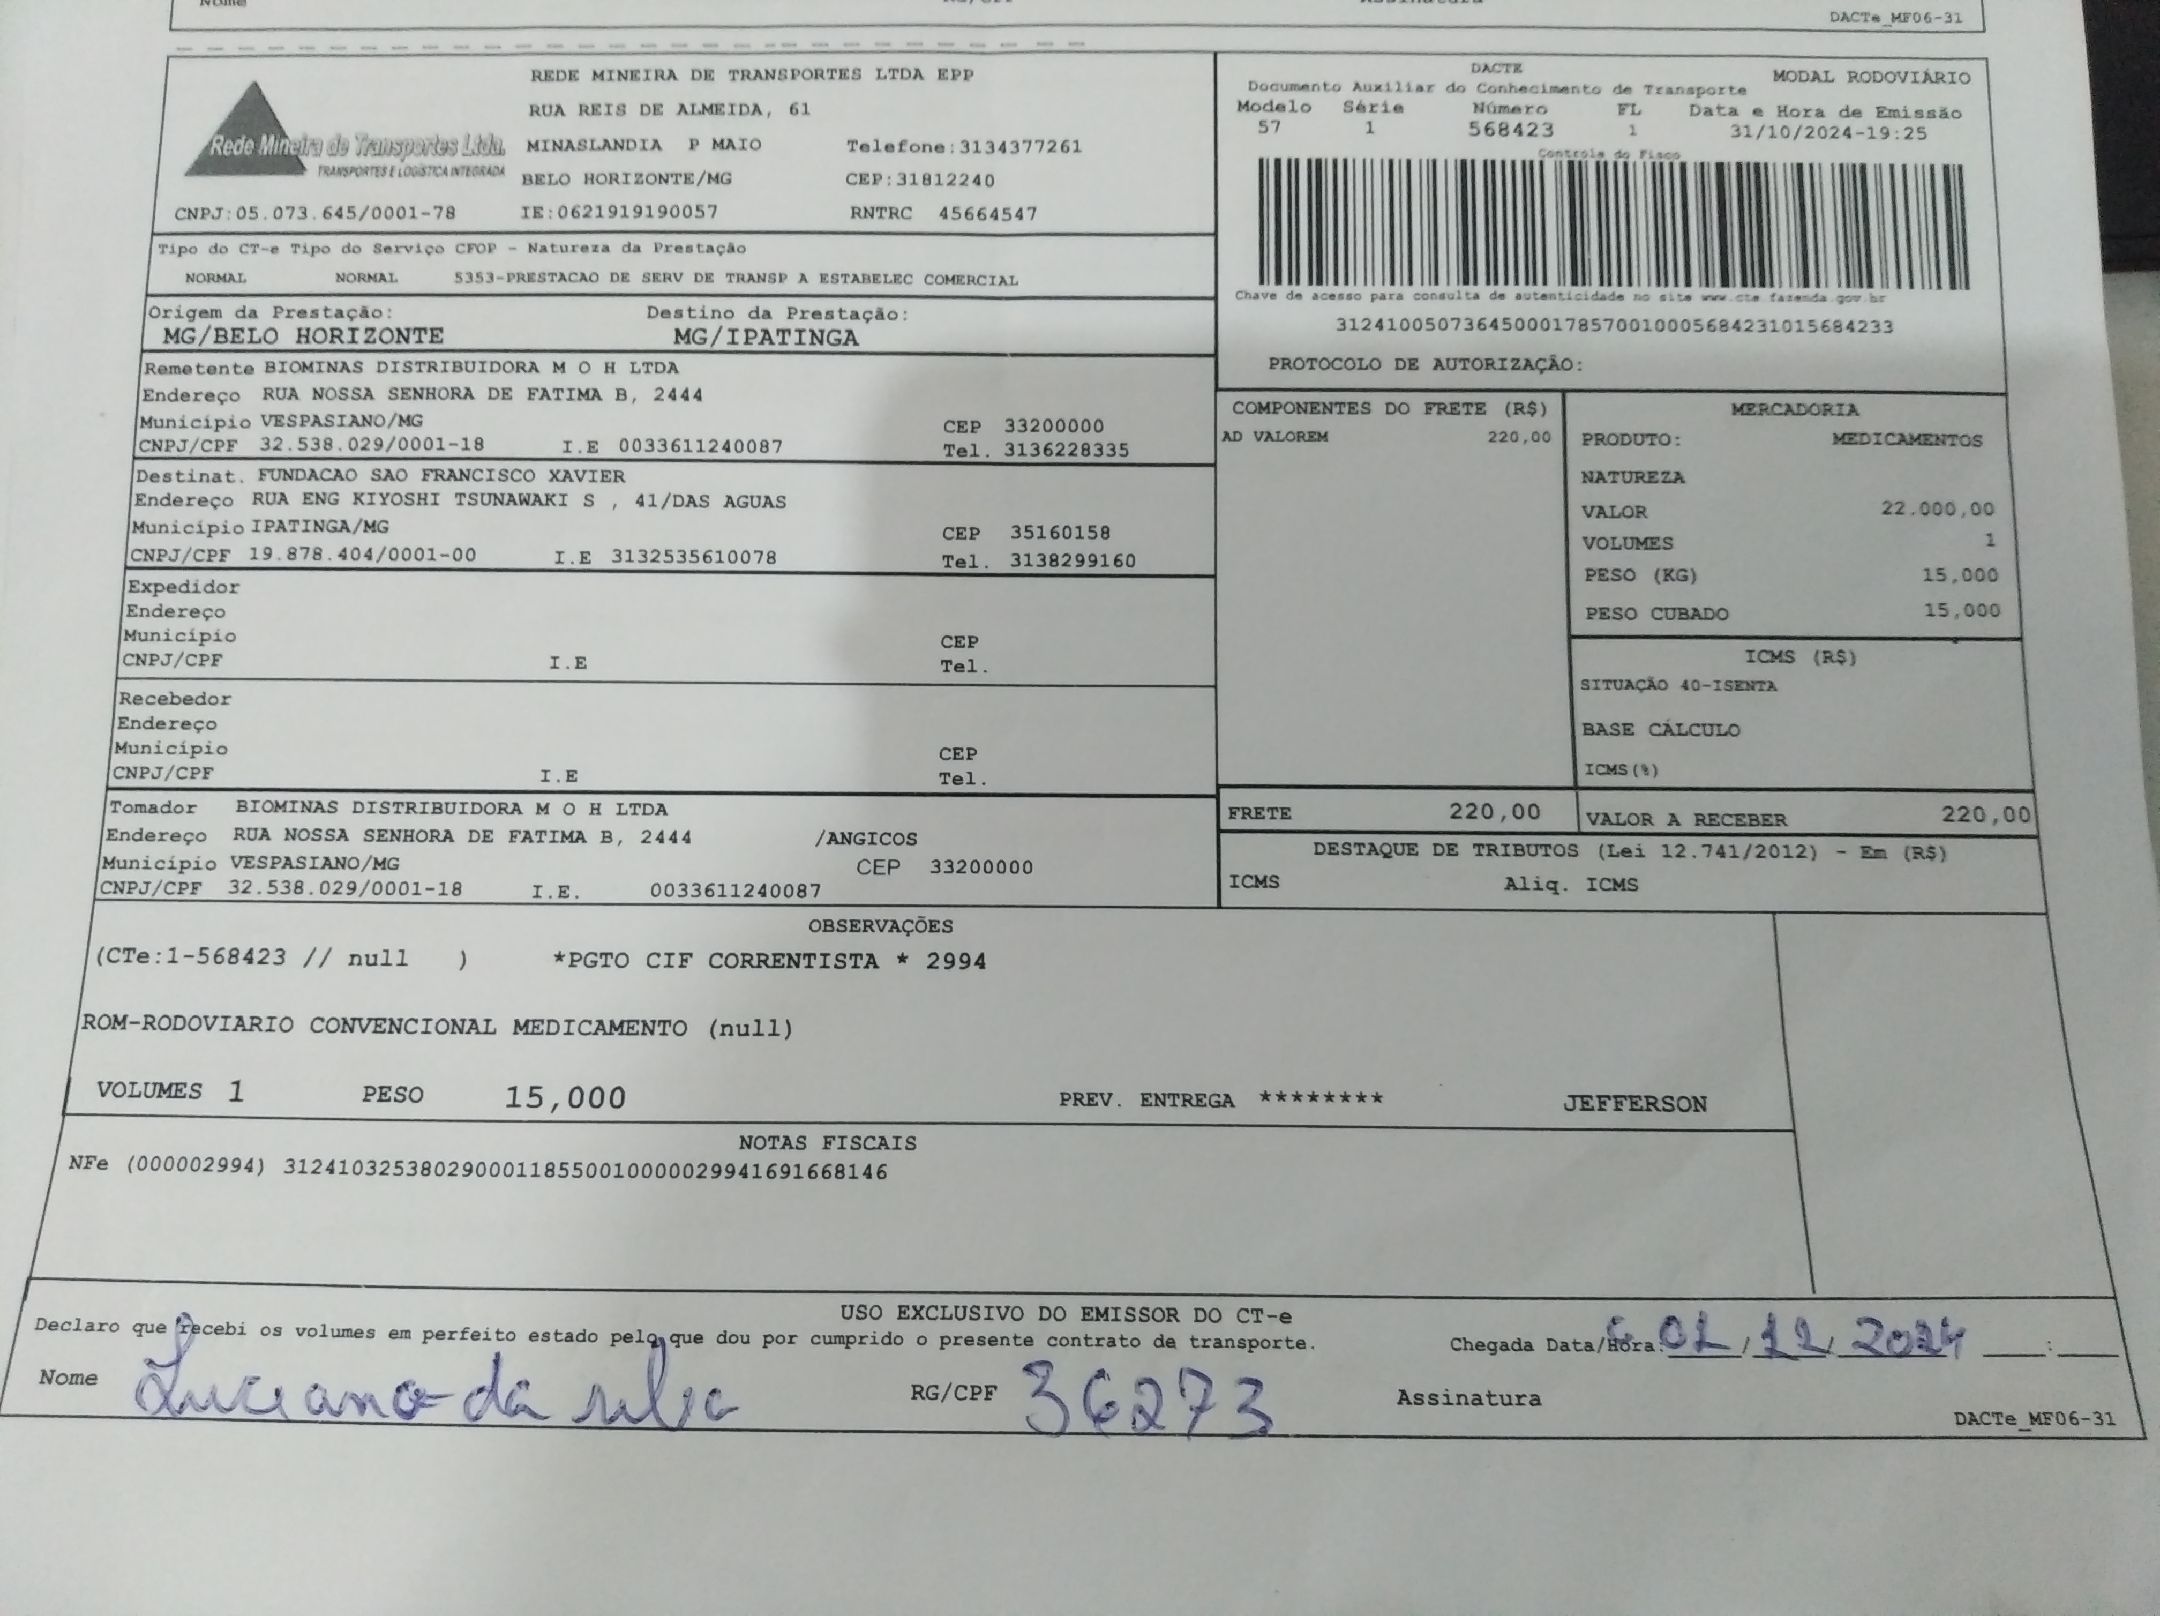 DACTe_MF06-31
Rede Mineira de Transportes Ltda.
TRANSPORTES E LOGÍSTICA INTEGRADA
REDE MINEIRA DE TRANSPORTES LTDA EPP
RUA REIS DE ALMEIDA, 61
MINASLANDIA P MAIO Telefone:3134377261
BELO HORIZONTE/MG CEP:31812240
CNPJ:05.073.645/0001-78 IE:0621919190057 RNTRC 45664547
DACTE MODAL RODOVIÁRIO
Documento Auxiliar do Conhecimento de Transporte
Modelo Série Número FL Data e Hora de Emissão
57 1 568423 1 31/10/2024-19:25
Controle do Fisco
Chave de acesso para consulta de autenticidade no site www.cte.fazenda.gov.br
31241005073645000178570010005684231015684233
PROTOCOLO DE AUTORIZAÇÃO:
Tipo do CT-e Tipo do Serviço CFOP - Natureza da Prestação
NORMAL NORMAL 5353-PRESTACAO DE SERV DE TRANSP A ESTABELEC COMERCIAL
Origem da Prestação: Destino da Prestação:
MG/BELO HORIZONTE MG/IPATINGA
Remetente BIOMINAS DISTRIBUIDORA M O H LTDA
Endereço RUA NOSSA SENHORA DE FATIMA B, 2444
Município VESPASIANO/MG CEP 33200000
CNPJ/CPF 32.538.029/0001-18 I.E 0033611240087 Tel. 3136228335
Destinat. FUNDACAO SAO FRANCISCO XAVIER
Endereço RUA ENG KIYOSHI TSUNAWAKI S , 41/DAS AGUAS
Município IPATINGA/MG CEP 35160158
CNPJ/CPF 19.878.404/0001-00 I.E 3132535610078 Tel. 3138299160
Expedidor
Endereço
Município CEP
CNPJ/CPF I.E Tel.
Recebedor
Endereço
Município CEP
CNPJ/CPF I.E Tel.
Tomador BIOMINAS DISTRIBUIDORA M O H LTDA
Endereço RUA NOSSA SENHORA DE FATIMA B, 2444 /ANGICOS
Município VESPASIANO/MG CEP 33200000
CNPJ/CPF 32.538.029/0001-18 I.E. 0033611240087
COMPONENTES DO FRETE (R$)
AD VALOREM 220,00
MERCADORIA
PRODUTO: MEDICAMENTOS
NATUREZA
VALOR 22.000,00
VOLUMES 1
PESO (KG) 15,000
PESO CUBADO 15,000
ICMS (R$)
SITUAÇÃO 40-ISENTA
BASE CÁLCULO
ICMS(%)
FRETE 220,00 VALOR A RECEBER 220,00
DESTAQUE DE TRIBUTOS (Lei 12.741/2012) - Em (R$)
ICMS Aliq. ICMS
OBSERVAÇÕES
(CTe:1-568423 // null ) *PGTO CIF CORRENTISTA * 2994
ROM-RODOVIARIO CONVENCIONAL MEDICAMENTO (null)
VOLUMES 1 PESO 15,000 PREV. ENTREGA ******** JEFFERSON
NOTAS FISCAIS
NFe (000002994) 31241032538029000118550010000029941691668146
USO EXCLUSIVO DO EMISSOR DO CT-e
Declaro que recebi os volumes em perfeito estado pelo que dou por cumprido o presente contrato de transporte. Chegada Data/Hora: 01/12/2024 :
Nome Luciano da silva RG/CPF 36273 Assinatura
DACTe_MF06-31